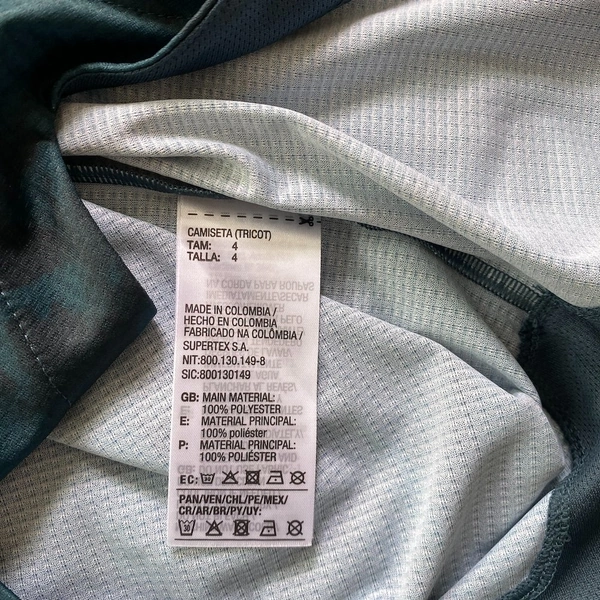 CAMISETA (TRICOT)
TAM: 4
TALLA: 4
MADE IN COLOMBIA /
HECHO EN COLOMBIA
FABRICADO NA COLÔMBIA /
SUPERTEX S.A.
NIT:800.130.149-8
SIC:800130149
GB: MAIN MATERIAL:
100% POLYESTER
E: MATERIAL PRINCIPAL:
100% poliéster
P: MATERIAL PRINCIPAL:
100% POLIÉSTER
EC:
PAN/VEN/CHL/PE/MEX/
CR/AR/BR/PY/UY:
30